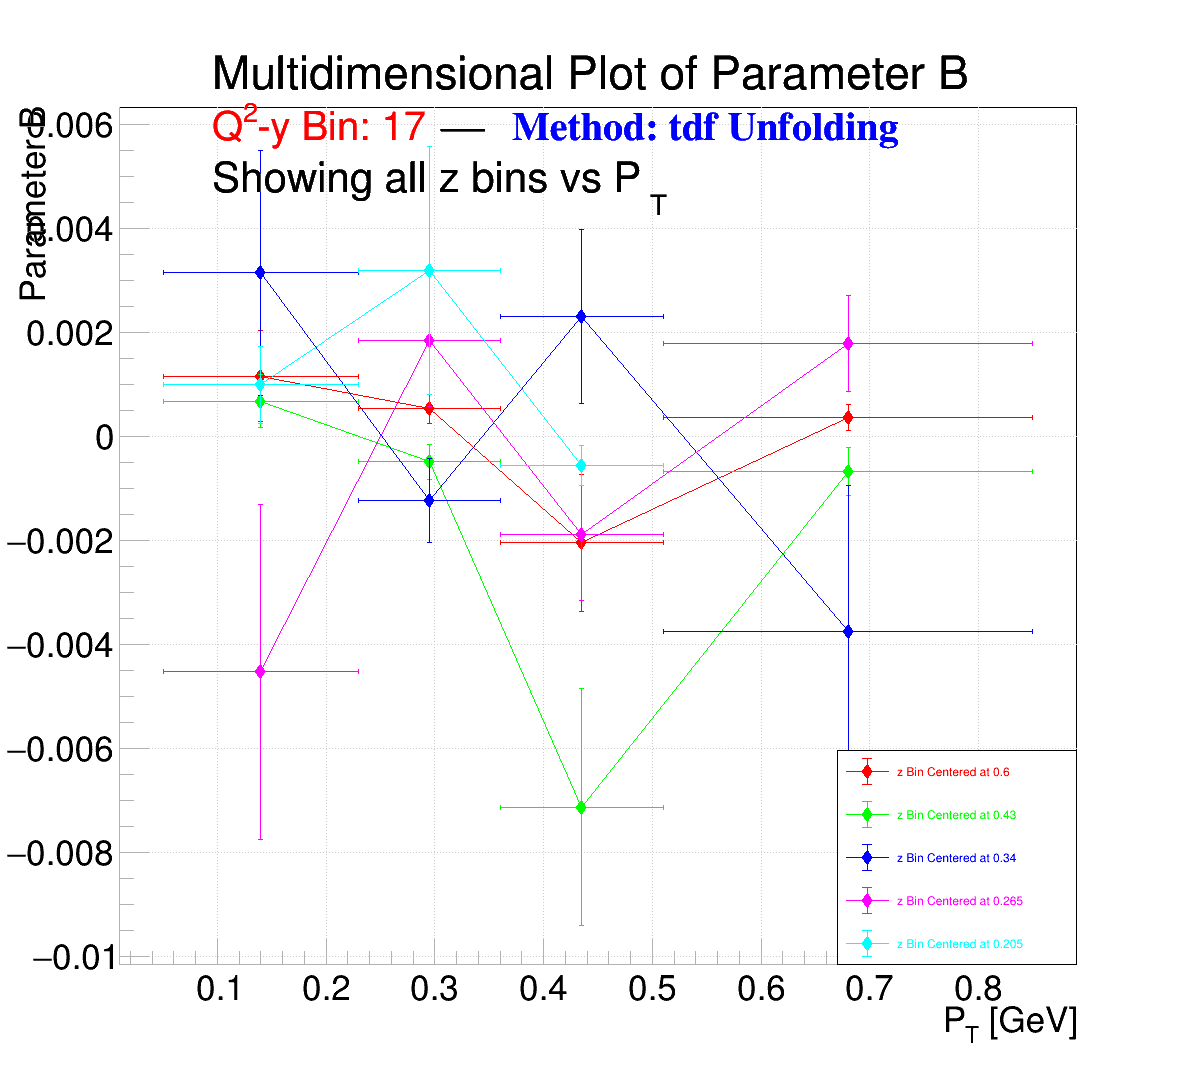 Multidimensional Plot of Parameter B
Q²-y Bin: 17 — Method: tdf Unfolding
Showing all z bins vs P_T
Parameter B
0.006
0.004
0.002
0
−0.002
−0.004
−0.006
−0.008
−0.01
0.1 0.2 0.3 0.4 0.5 0.6 0.7 0.8
P_T [GeV]
z Bin Centered at 0.6
z Bin Centered at 0.43
z Bin Centered at 0.34
z Bin Centered at 0.265
z Bin Centered at 0.205